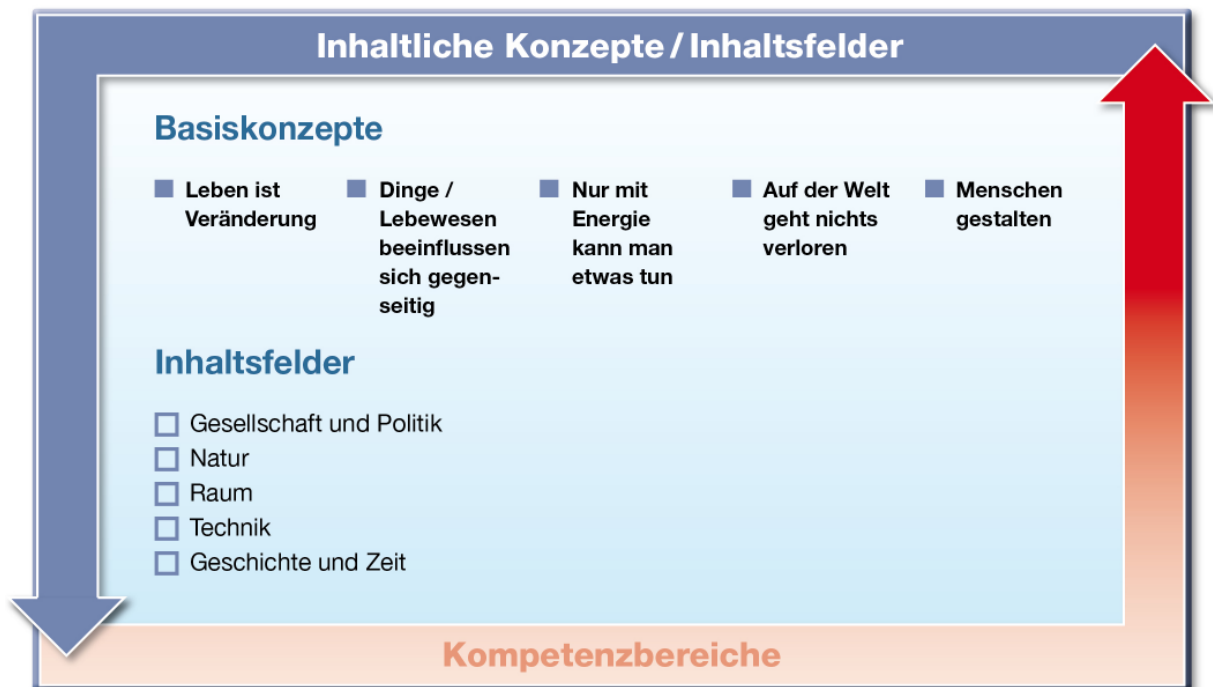 Inhaltliche Konzepte / Inhaltsfelder
Basiskonzepte
Leben ist
Veränderung
Dinge /
Lebewesen
beeinflussen
sich gegen-
seitig
Nur mit
Energie
kann man
etwas tun
Auf der Welt
geht nichts
verloren
Menschen
gestalten
Inhaltsfelder
Gesellschaft und Politik
Natur
Raum
Technik
Geschichte und Zeit
Kompetenzbereiche